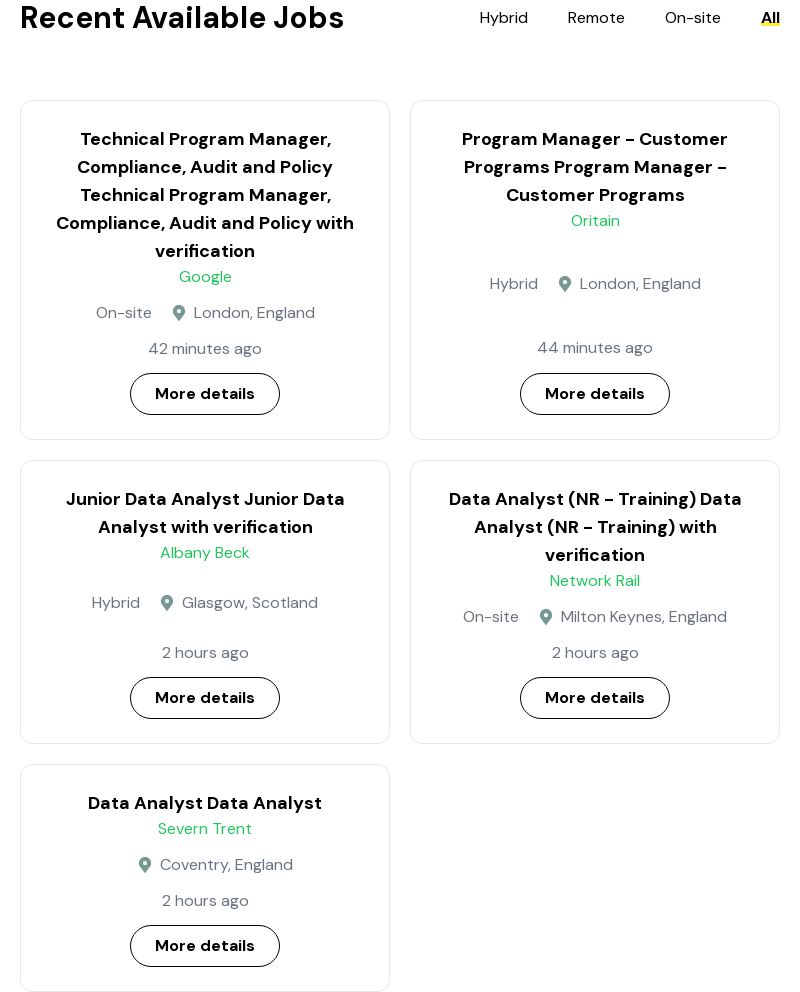 Recent Available Jobs
Hybrid
Remote
On-site
All
Technical Program Manager,
Compliance, Audit and Policy
Technical Program Manager,
Compliance, Audit and Policy with
verification
Google
On-site London, England
42 minutes ago
More details
Program Manager - Customer
Programs Program Manager -
Customer Programs
Oritain
Hybrid London, England
44 minutes ago
More details
Junior Data Analyst Junior Data
Analyst with verification
Albany Beck
Hybrid Glasgow, Scotland
2 hours ago
More details
Data Analyst (NR - Training) Data
Analyst (NR - Training) with
verification
Network Rail
On-site Milton Keynes, England
2 hours ago
More details
Data Analyst Data Analyst
Severn Trent
Coventry, England
2 hours ago
More details